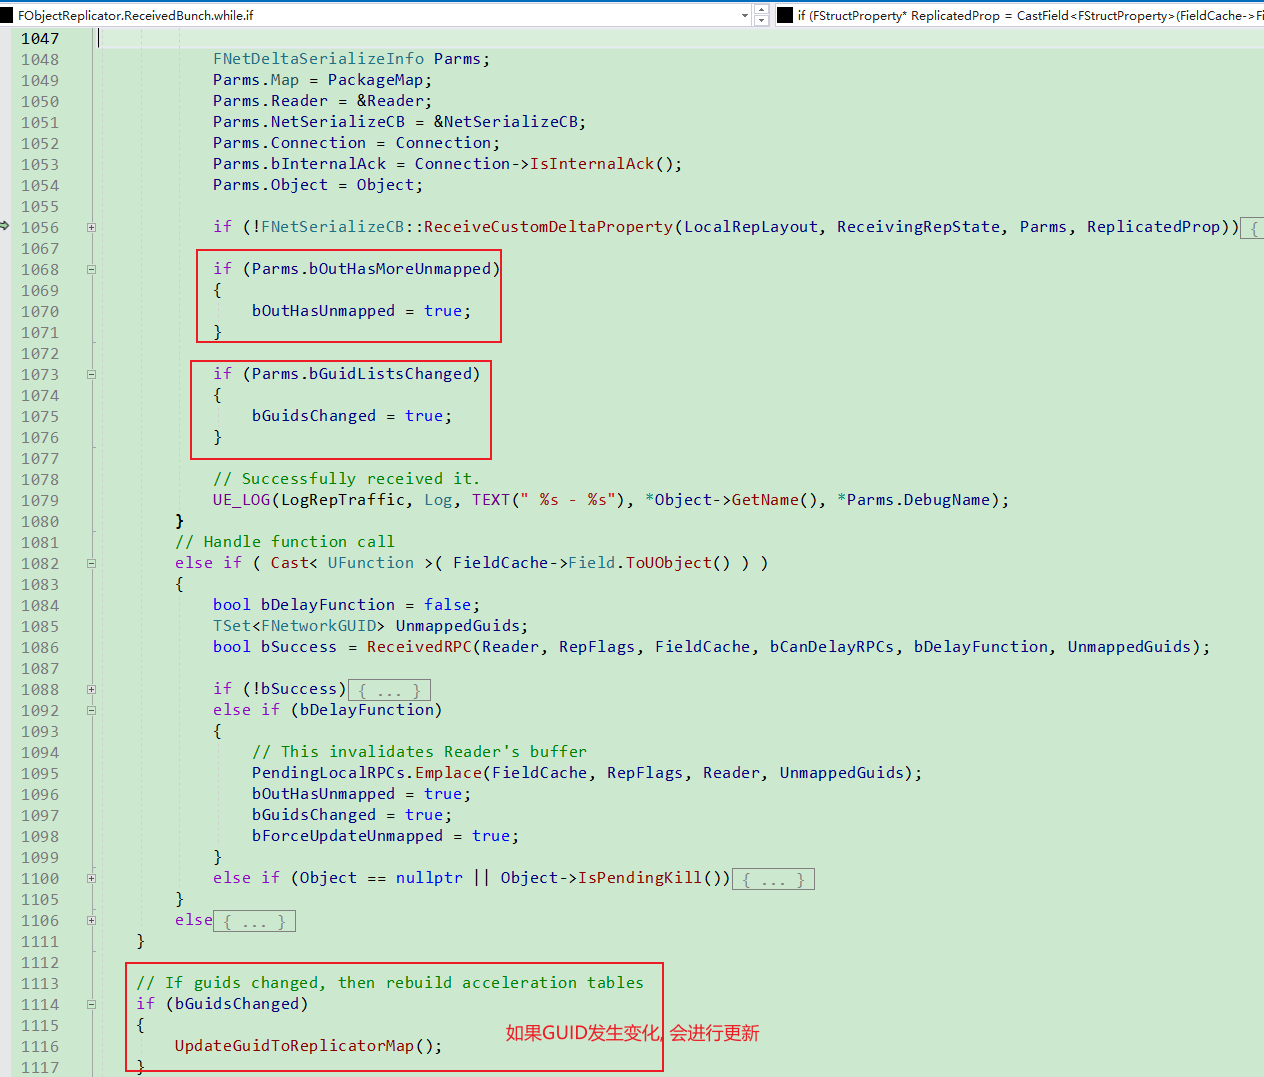 FObjectReplicator.ReceivedBunch.while.if
if (FStructProperty* ReplicatedProp = CastField<FStructProperty>(FieldCache->Fi
1047
1048 FNetDeltaSerializeInfo Parms;
1049 Parms.Map = PackageMap;
1050 Parms.Reader = &Reader;
1051 Parms.NetSerializeCB = &NetSerializeCB;
1052 Parms.Connection = Connection;
1053 Parms.bInternalAck = Connection->IsInternalAck();
1054 Parms.Object = Object;
1055
1056 if (!FNetSerializeCB::ReceiveCustomDeltaProperty(LocalRepLayout, ReceivingRepState, Parms, ReplicatedProp)) {
1067
1068 if (Parms.bOutHasMoreUnmapped)
1069 {
1070 bOutHasUnmapped = true;
1071 }
1072
1073 if (Parms.bGuidListsChanged)
1074 {
1075 bGuidsChanged = true;
1076 }
1077
1078 // Successfully received it.
1079 UE_LOG(LogRepTraffic, Log, TEXT(" %s - %s"), *Object->GetName(), *Parms.DebugName);
1080 }
1081 // Handle function call
1082 else if ( Cast< UFunction >( FieldCache->Field.ToUObject() ) )
1083 {
1084 bool bDelayFunction = false;
1085 TSet<FNetworkGUID> UnmappedGuids;
1086 bool bSuccess = ReceivedRPC(Reader, RepFlags, FieldCache, bCanDelayRPCs, bDelayFunction, UnmappedGuids);
1087
1088 if (!bSuccess) { ... }
1092 else if (bDelayFunction)
1093 {
1094 // This invalidates Reader's buffer
1095 PendingLocalRPCs.Emplace(FieldCache, RepFlags, Reader, UnmappedGuids);
1096 bOutHasUnmapped = true;
1097 bGuidsChanged = true;
1098 bForceUpdateUnmapped = true;
1099 }
1100 else if (Object == nullptr || Object->IsPendingKill()) { ... }
1105 }
1106 else { ... }
1111 }
1112
1113 // If guids changed, then rebuild acceleration tables
1114 if (bGuidsChanged)
1115 {
如果GUID发生变化, 会进行更新
1116 UpdateGuidToReplicatorMap();
1117 }